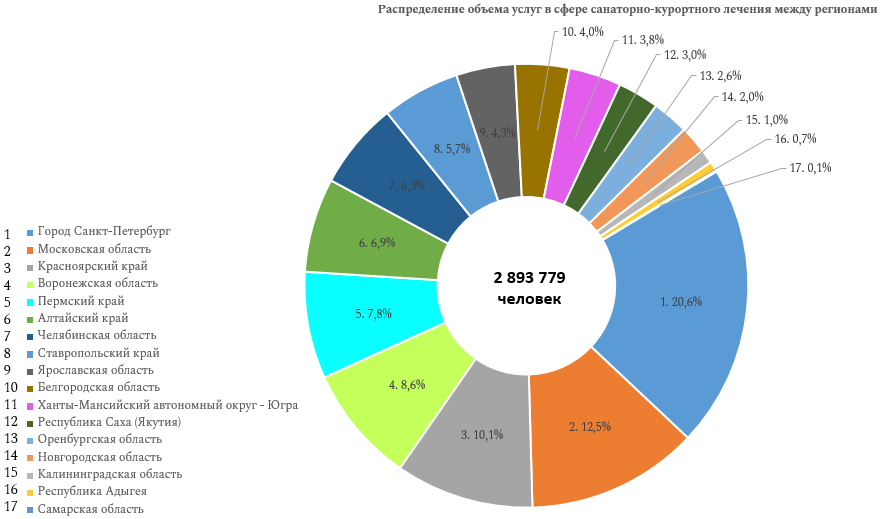 Распределение объема услуг в сфере санаторно-курортного лечения между регионами
10. 4,0%
11. 3,8%
12. 3,0%
13. 2,6%
14. 2,0%
15. 1,0%
16. 0,7%
17. 0,1%
9. 4,3%
8. 5,7%
7. 6,3%
6. 6,9%
5. 7,8%
4. 8,6%
3. 10,1%
2. 12,5%
1. 20,6%
2 893 779
человек
1 Город Санкт-Петербург
2 Московская область
3 Красноярский край
4 Воронежская область
5 Пермский край
6 Алтайский край
7 Челябинская область
8 Ставропольский край
9 Ярославская область
10 Белгородская область
11 Ханты-Мансийский автономный округ - Югра
12 Республика Саха (Якутия)
13 Оренбургская область
14 Новгородская область
15 Калининградская область
16 Республика Адыгея
17 Самарская область